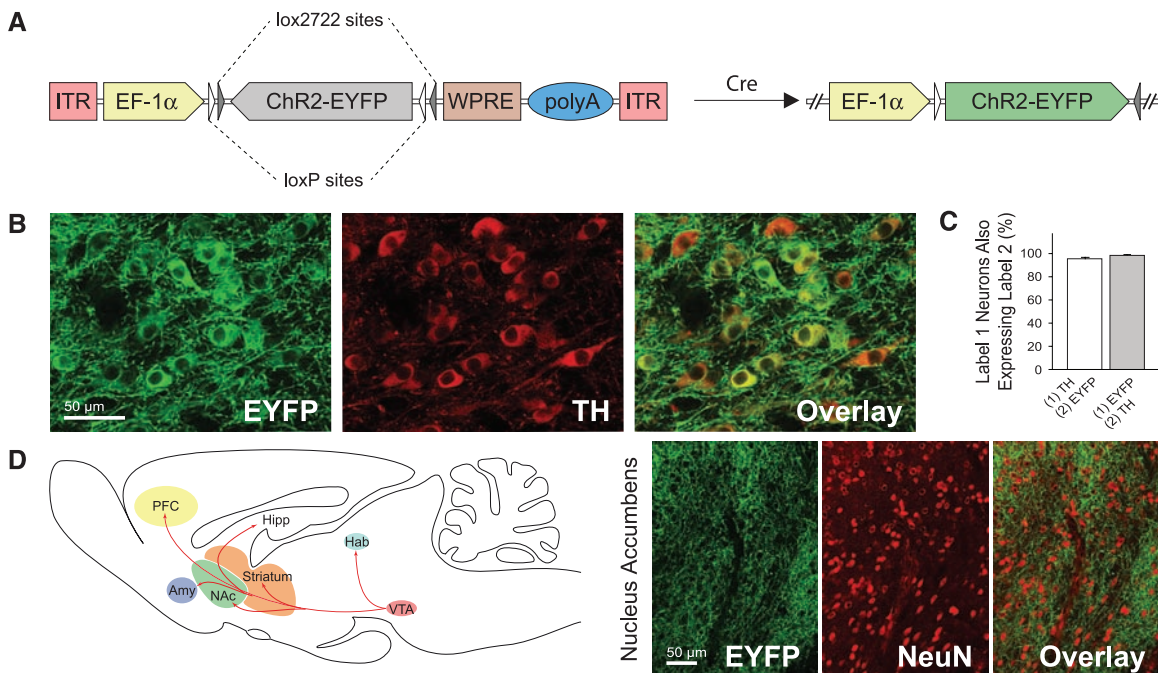 A
lox2722 sites
ITR EF-1α ChR2-EYFP WPRE polyA ITR
Cre
EF-1α ChR2-EYFP
loxP sites
B
50 µm
EYFP
TH
Overlay
C
Label 1 Neurons Also
Expressing Label 2 (%)
100
80
60
40
20
0
(1) TH
(2) EYFP
(1) EYFP
(2) TH
D
PFC
Hipp
Hab
Striatum
Amy
NAc
VTA
Nucleus Accumbens
50 µm
EYFP
NeuN
Overlay